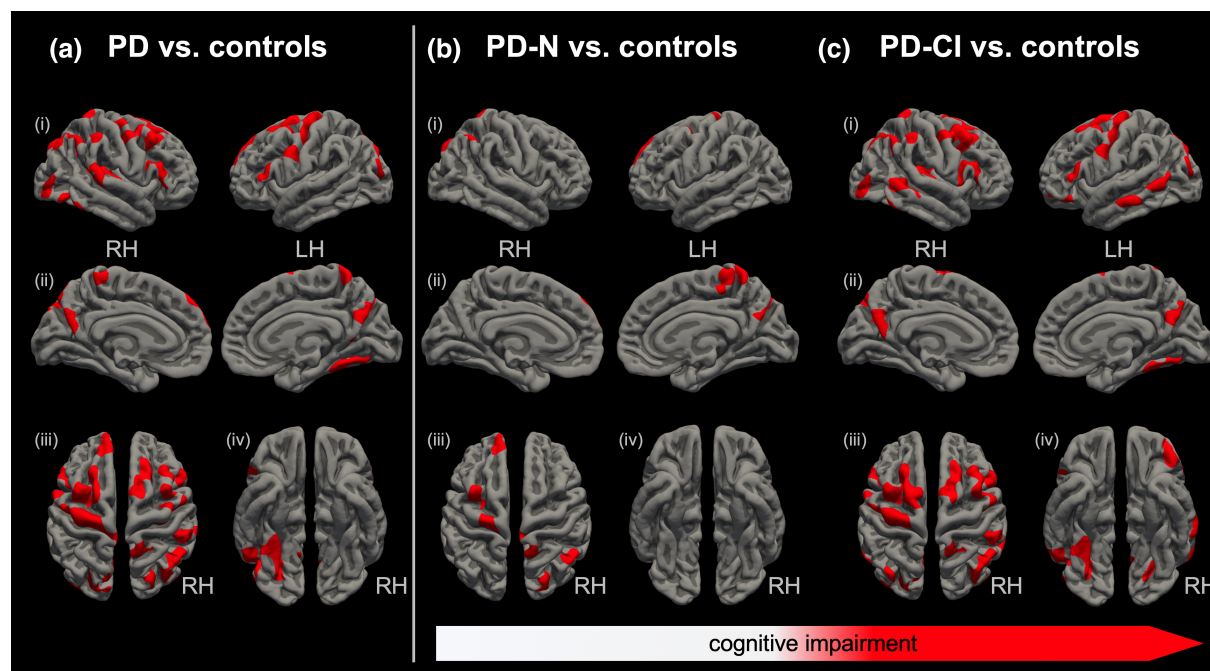 (a) PD vs. controls
(b) PD-N vs. controls
(c) PD-CI vs. controls
(i)
(i)
(i)
RH
LH
RH
LH
RH
LH
(ii)
(ii)
(ii)
(iii)
(iv)
(iii)
(iv)
(iii)
(iv)
RH
RH
RH
RH
RH
RH
cognitive impairment